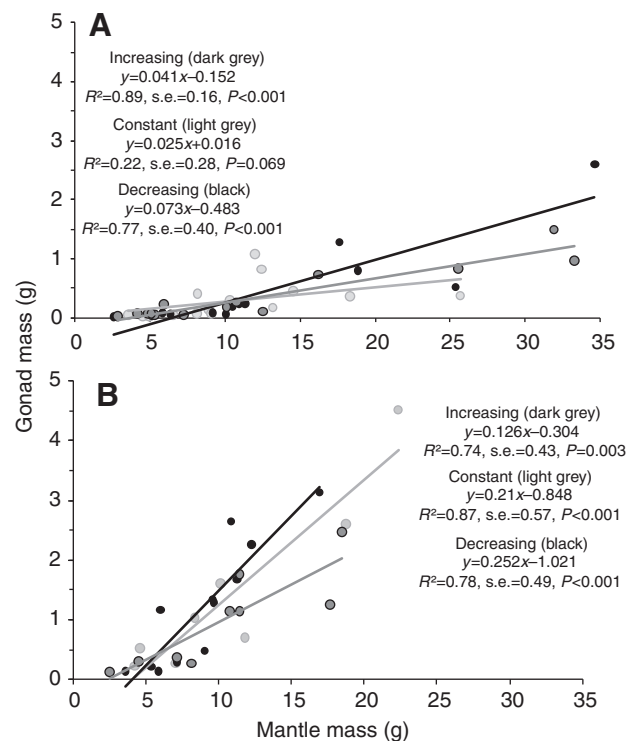 A
5
4
3
2
1
0
Increasing (dark grey)
y=0.041x–0.152
R²=0.89, s.e.=0.16, P<0.001
Constant (light grey)
y=0.025x+0.016
R²=0.22, s.e.=0.28, P=0.069
Decreasing (black)
y=0.073x–0.483
R²=0.77, s.e.=0.40, P<0.001
0 5 10 15 20 25 30 35
Gonad mass (g)
B
5
4
3
2
1
0
Increasing (dark grey)
y=0.126x–0.304
R²=0.74, s.e.=0.43, P=0.003
Constant (light grey)
y=0.21x–0.848
R²=0.87, s.e.=0.57, P<0.001
Decreasing (black)
y=0.252x–1.021
R²=0.78, s.e.=0.49, P<0.001
0 5 10 15 20 25 30 35
Mantle mass (g)